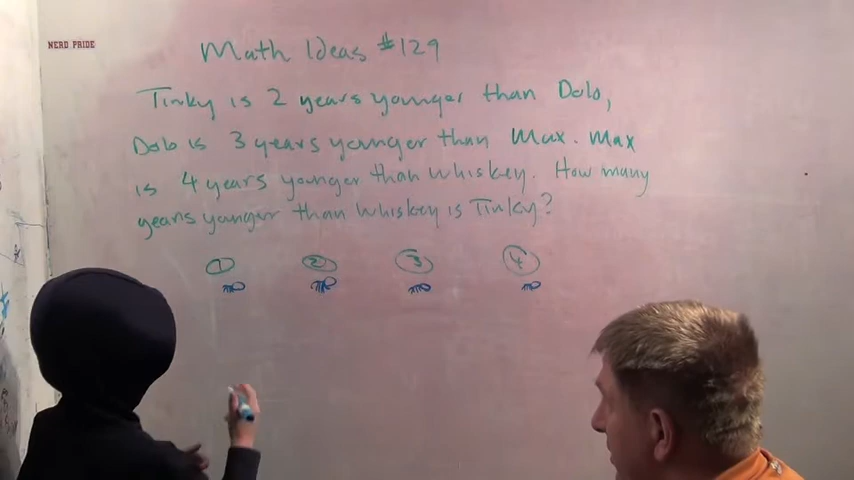 NERD PRIDE
Math Ideas #129
Tinky is 2 years younger than Dolo,
Dolo is 3 years younger than Max. Max
is 4 years younger than Whiskey. How many
years younger than Whiskey is Tinky?
1 2 3 4